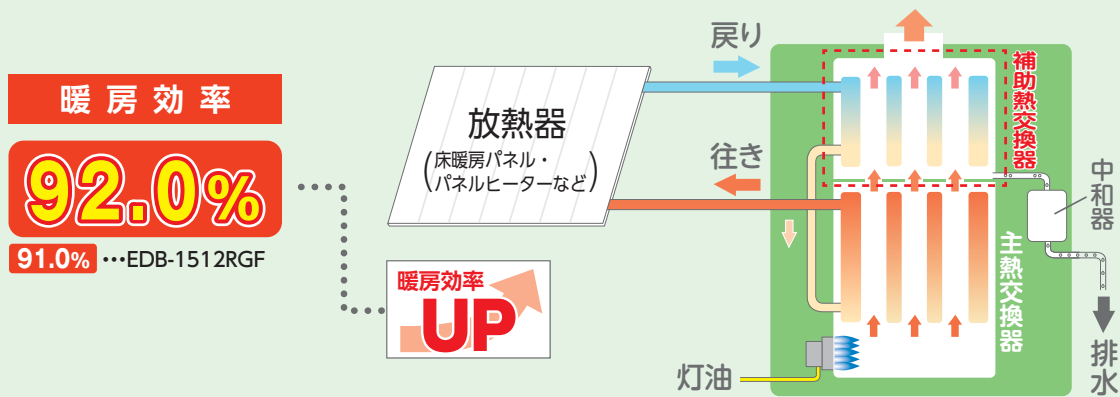 暖房効率
92.0%
91.0% …EDB-1512RGF
暖房効率
UP
放熱器
(床暖房パネル・
パネルヒーターなど)
戻り
往き
灯油
補助熱交換器
主熱交換器
中和器
排水